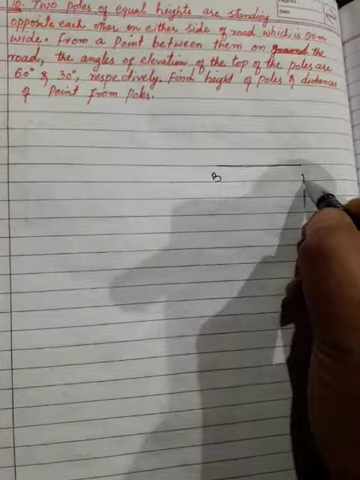 10. Two poles of equal heights are standing
opposite each other on either side of road which is 80m
wide. From a Point between them on the
road, the angles of elevation of the top of the poles are
60° & 30°, respectively. Find height of poles & distances
of Point from Poles.
B